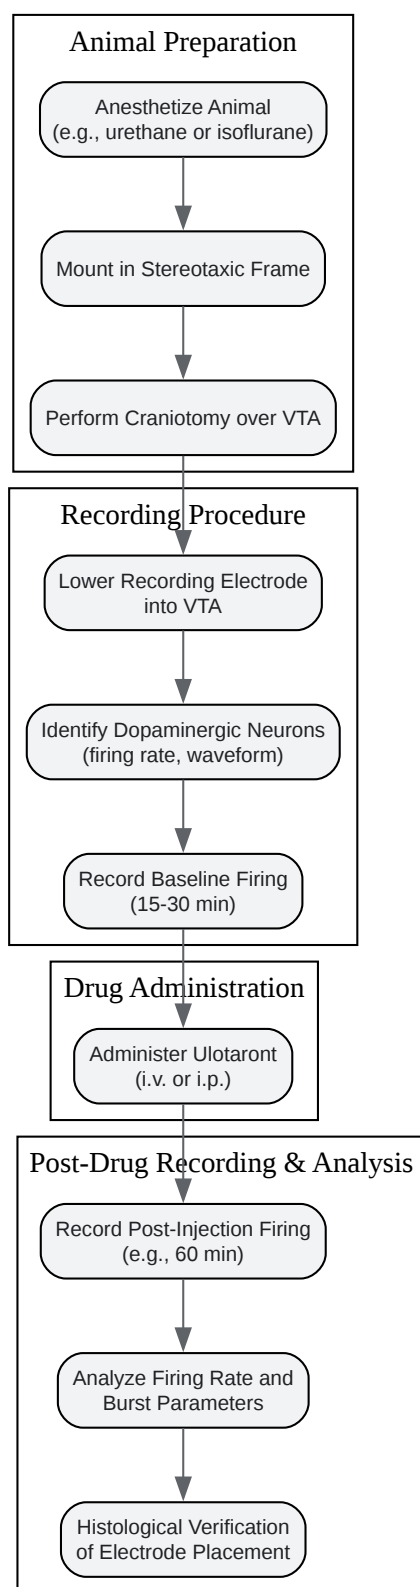 Animal Preparation
Anesthetize Animal
(e.g., urethane or isoflurane)
Mount in Stereotaxic Frame
Perform Craniotomy over VTA
Recording Procedure
Lower Recording Electrode
into VTA
Identify Dopaminergic Neurons
(firing rate, waveform)
Record Baseline Firing
(15-30 min)
Drug Administration
Administer Ulotaront
(i.v. or i.p.)
Post-Drug Recording & Analysis
Record Post-Injection Firing
(e.g., 60 min)
Analyze Firing Rate and
Burst Parameters
Histological Verification
of Electrode Placement